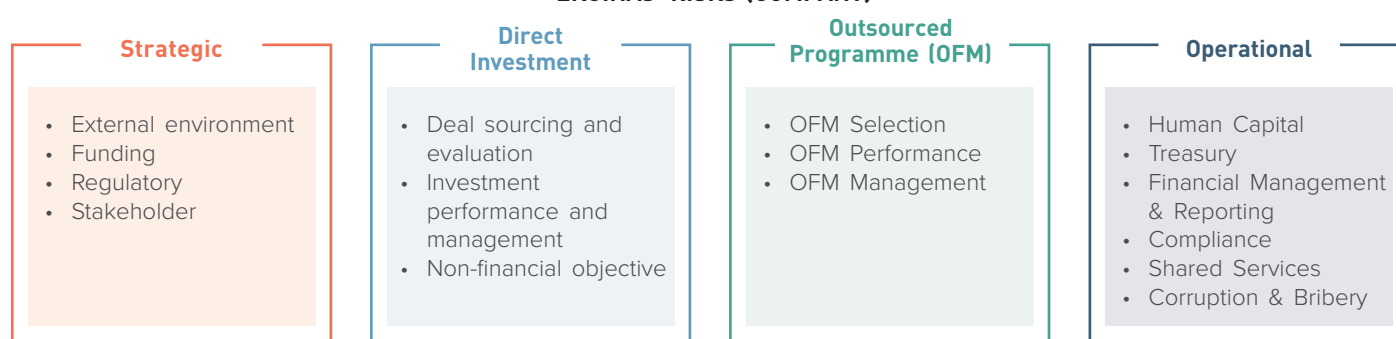 Strategic
External environment
Funding
Regulatory
Stakeholder
Direct
Investment
Deal sourcing and
evaluation
Investment
performance and
management
Non-financial objective
Outsourced
Programme (OFM)
OFM Selection
OFM Performance
OFM Management
Operational
Human Capital
Treasury
Financial Management
& Reporting
Compliance
Shared Services
Corruption & Bribery